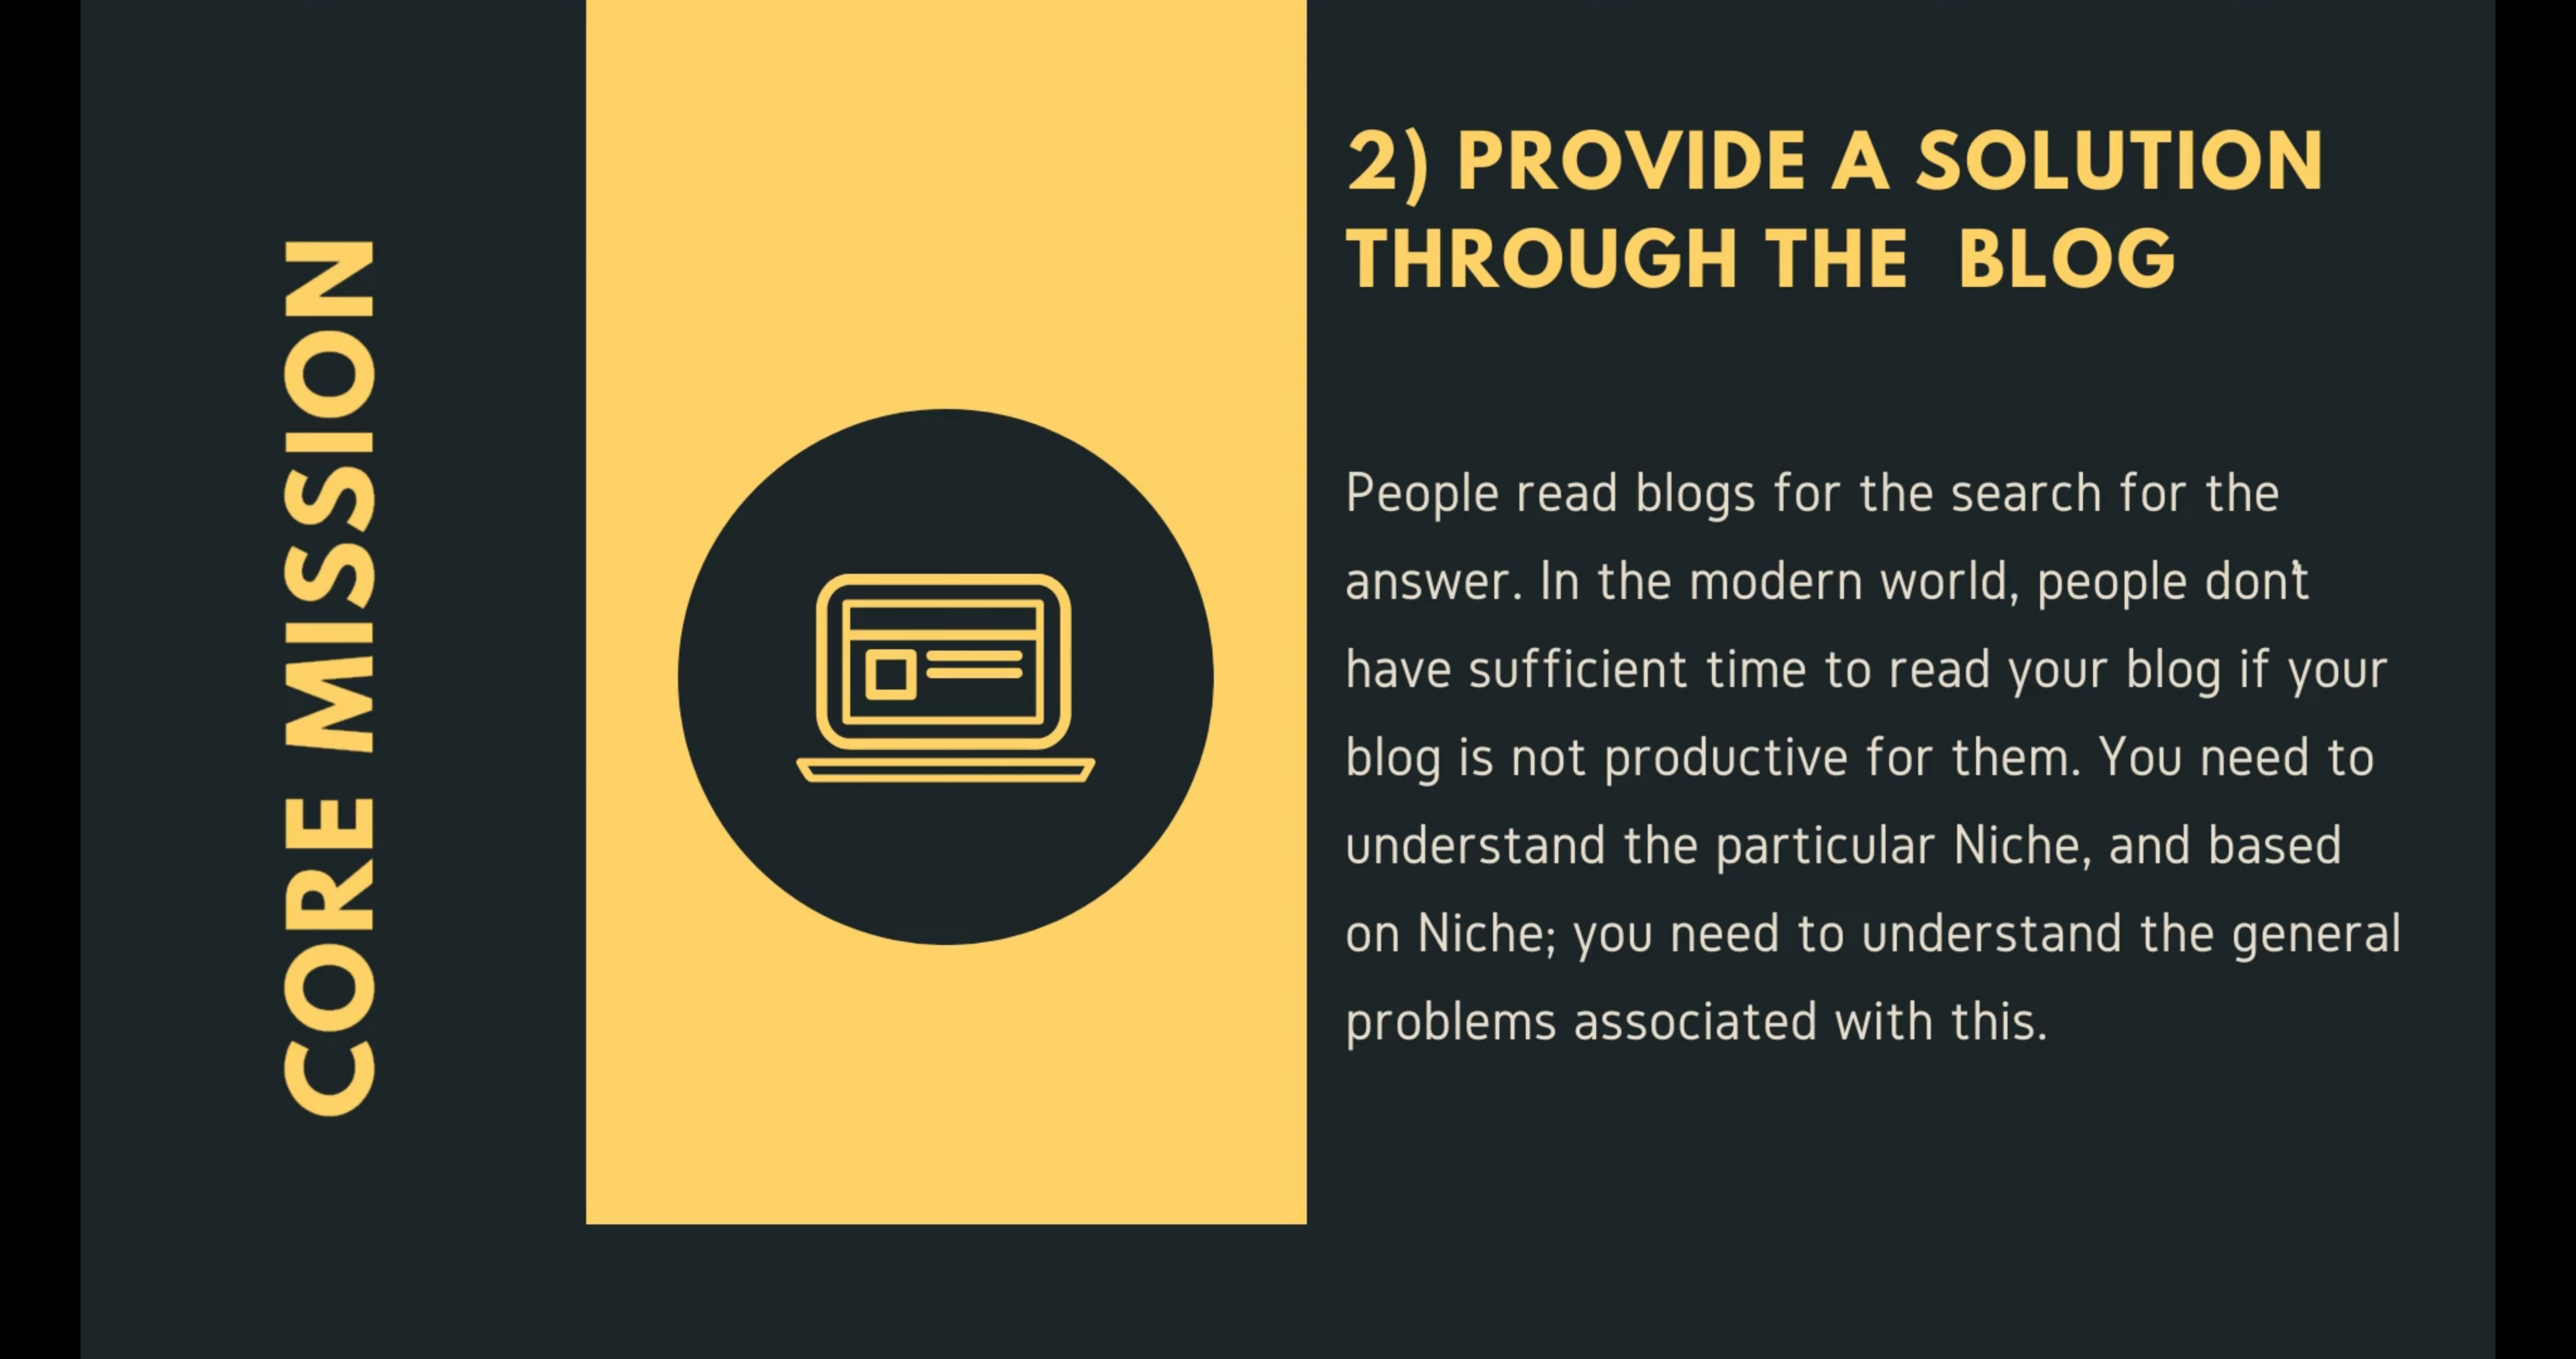 CORE MISSION
2) PROVIDE A SOLUTION
THROUGH THE BLOG
People read blogs for the search for the
answer. In the modern world, people don't
have sufficient time to read your blog if your
blog is not productive for them. You need to
understand the particular Niche, and based
on Niche; you need to understand the general
problems associated with this.